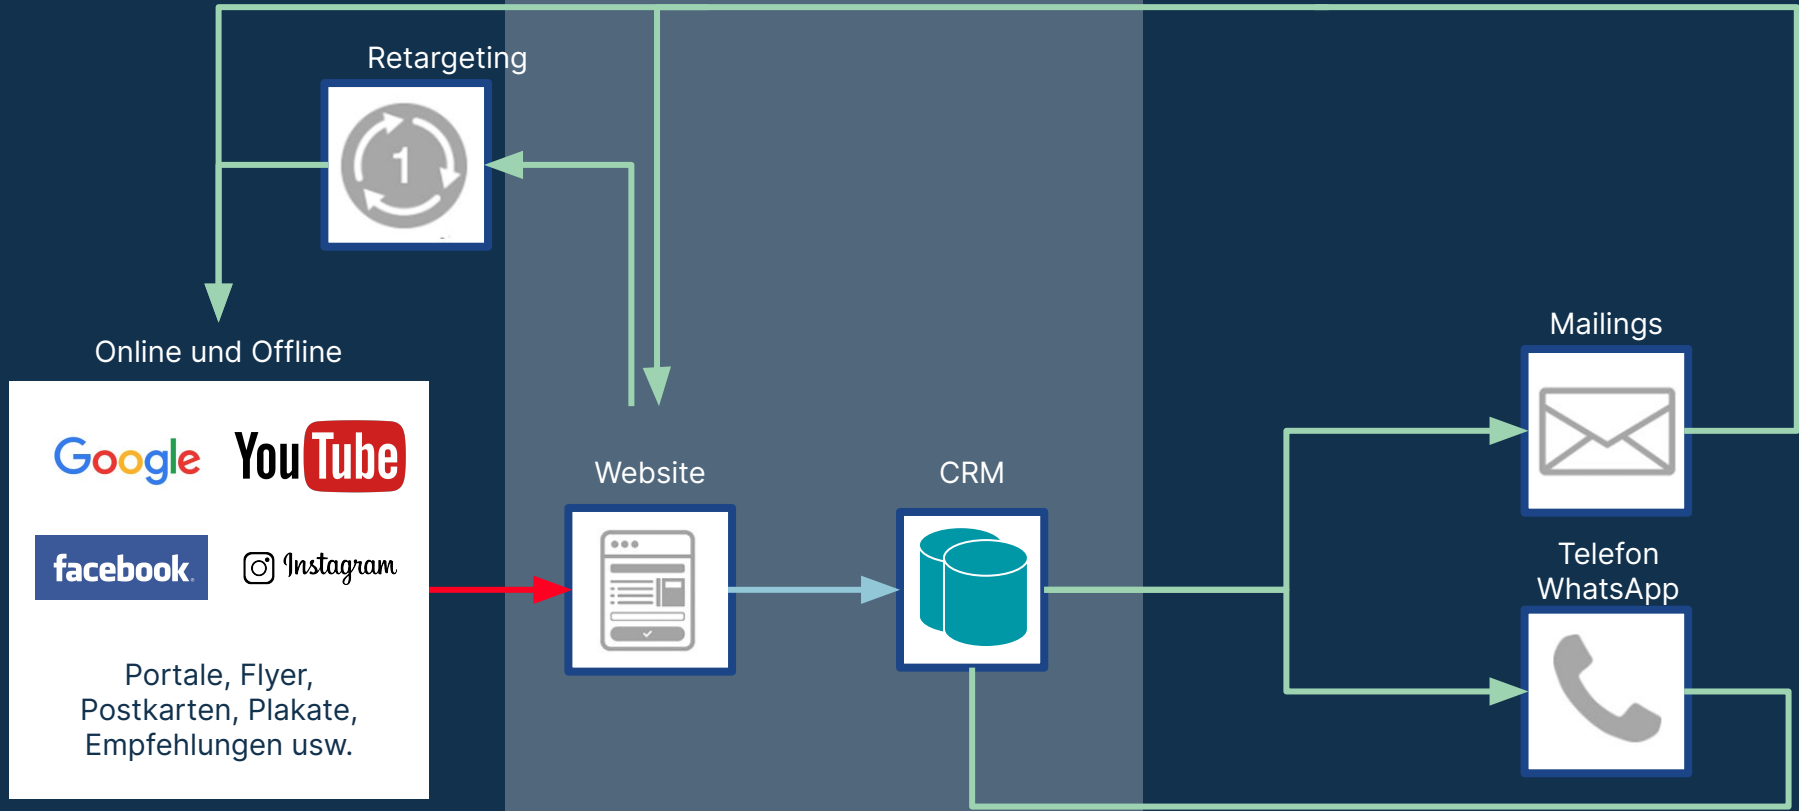 Retargeting
1
Online und Offline
Google
YouTube
facebook
Instagram
Portale, Flyer,
Postkarten, Plakate,
Empfehlungen usw.
Website
CRM
Mailings
Telefon
WhatsApp